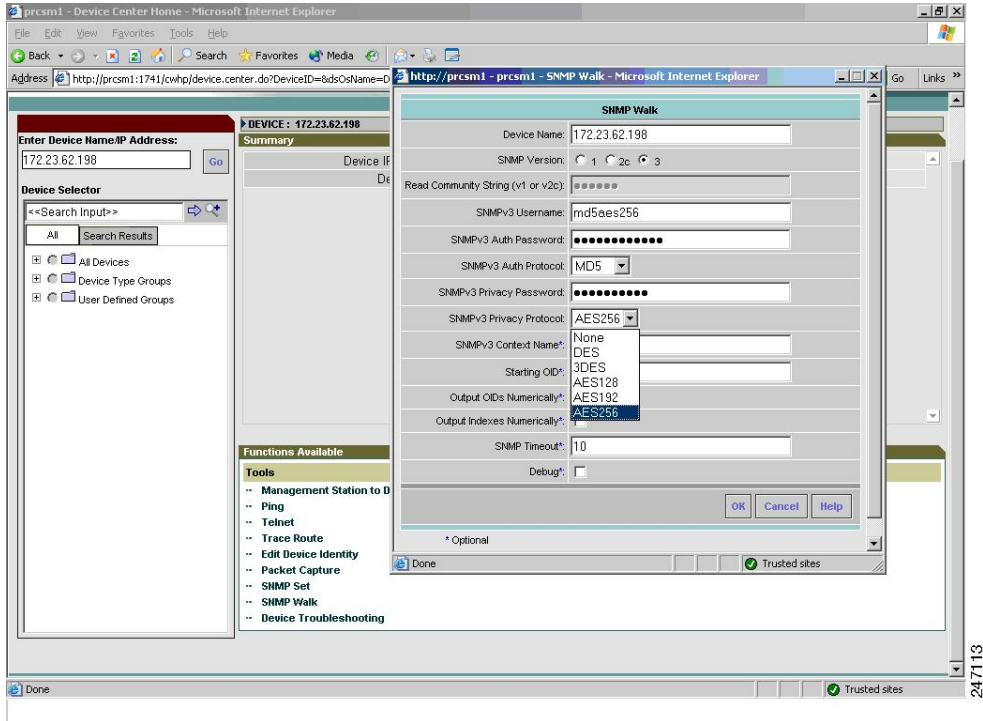 prcsm1 - Device Center Home - Microsoft Internet Explorer
File Edit View Favorites Tools Help
Back Search Favorites Media
Address http://prcsm1:1741/cwhp/device.center.do?DeviceID=&dsOsName=D
Go Links »
http://prcsm1 - prcsm1 - SNMP Walk - Microsoft Internet Explorer
Enter Device Name/IP Address:
172.23.62.198 Go
Device Selector
<<Search Input>>
All Search Results
All Devices
Device Type Groups
User Defined Groups
DEVICE : 172.23.62.198
Summary
Device IP
De
Functions Available
Tools
Management Station to D
Ping
Telnet
Trace Route
Edit Device Identity
Packet Capture
SNMP Set
SNMP Walk
Device Troubleshooting
SNMP Walk
Device Name: 172.23.62.198
SNMP Version: 1 2c 3
Read Community String (v1 or v2c):
SNMPv3 Username: md5aes256
SNMPv3 Auth Password:
SNMPv3 Auth Protocol: MD5
SNMPv3 Privacy Password:
SNMPv3 Privacy Protocol: AES256
None
DES
3DES
AES128
AES192
AES256
SNMPv3 Context Name*:
Starting OID*:
Output OIDs Numerically*:
Output Indexes Numerically*:
SNMP Timeout*: 10
Debug*:
OK Cancel Help
* Optional
Done Trusted sites
Done Trusted sites
247113